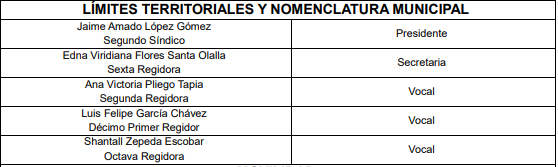 LÍMITES TERRITORIALES Y NOMENCLATURA MUNICIPAL
Jaime Amado López Gómez
Segundo Síndico
Presidente
Edna Viridiana Flores Santa Olalla
Sexta Regidora
Secretaria
Ana Victoria Pliego Tapia
Segunda Regidora
Vocal
Luis Felipe García Chávez
Décimo Primer Regidor
Vocal
Shantall Zepeda Escobar
Octava Regidora
Vocal